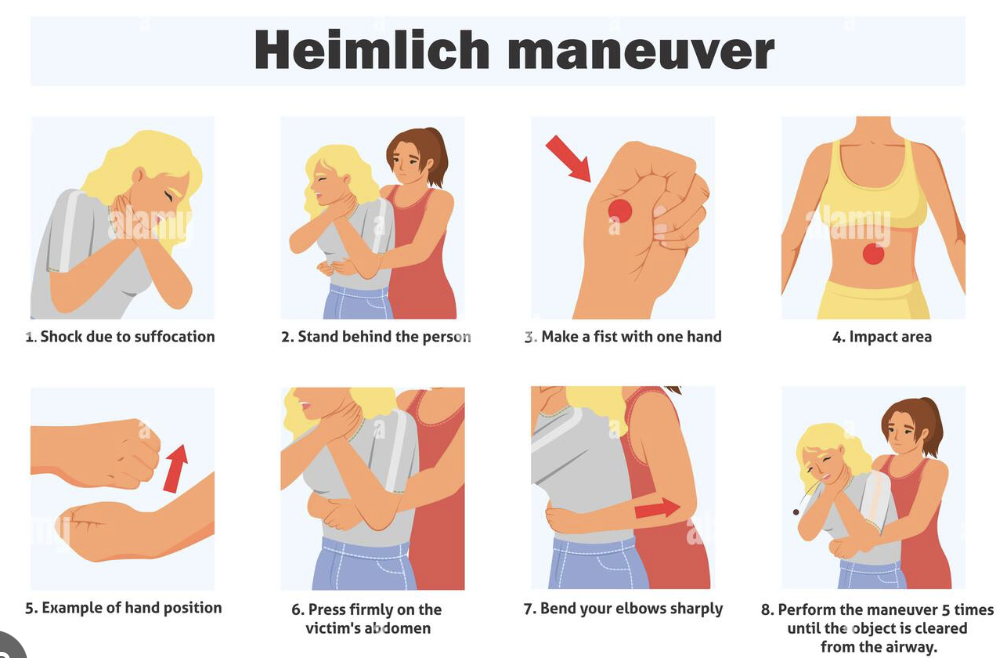 Heimlich maneuver
alamy
a
a
alamy
1. Shock due to suffocation
2. Stand behind the person
3. Make a fist with one hand
4. Impact area
a
a
a
a
alamy
5. Example of hand position
6. Press firmly on the
victim's abdomen
7. Bend your elbows sharply
8. Perform the maneuver 5 times
until the object is cleared
from the airway.